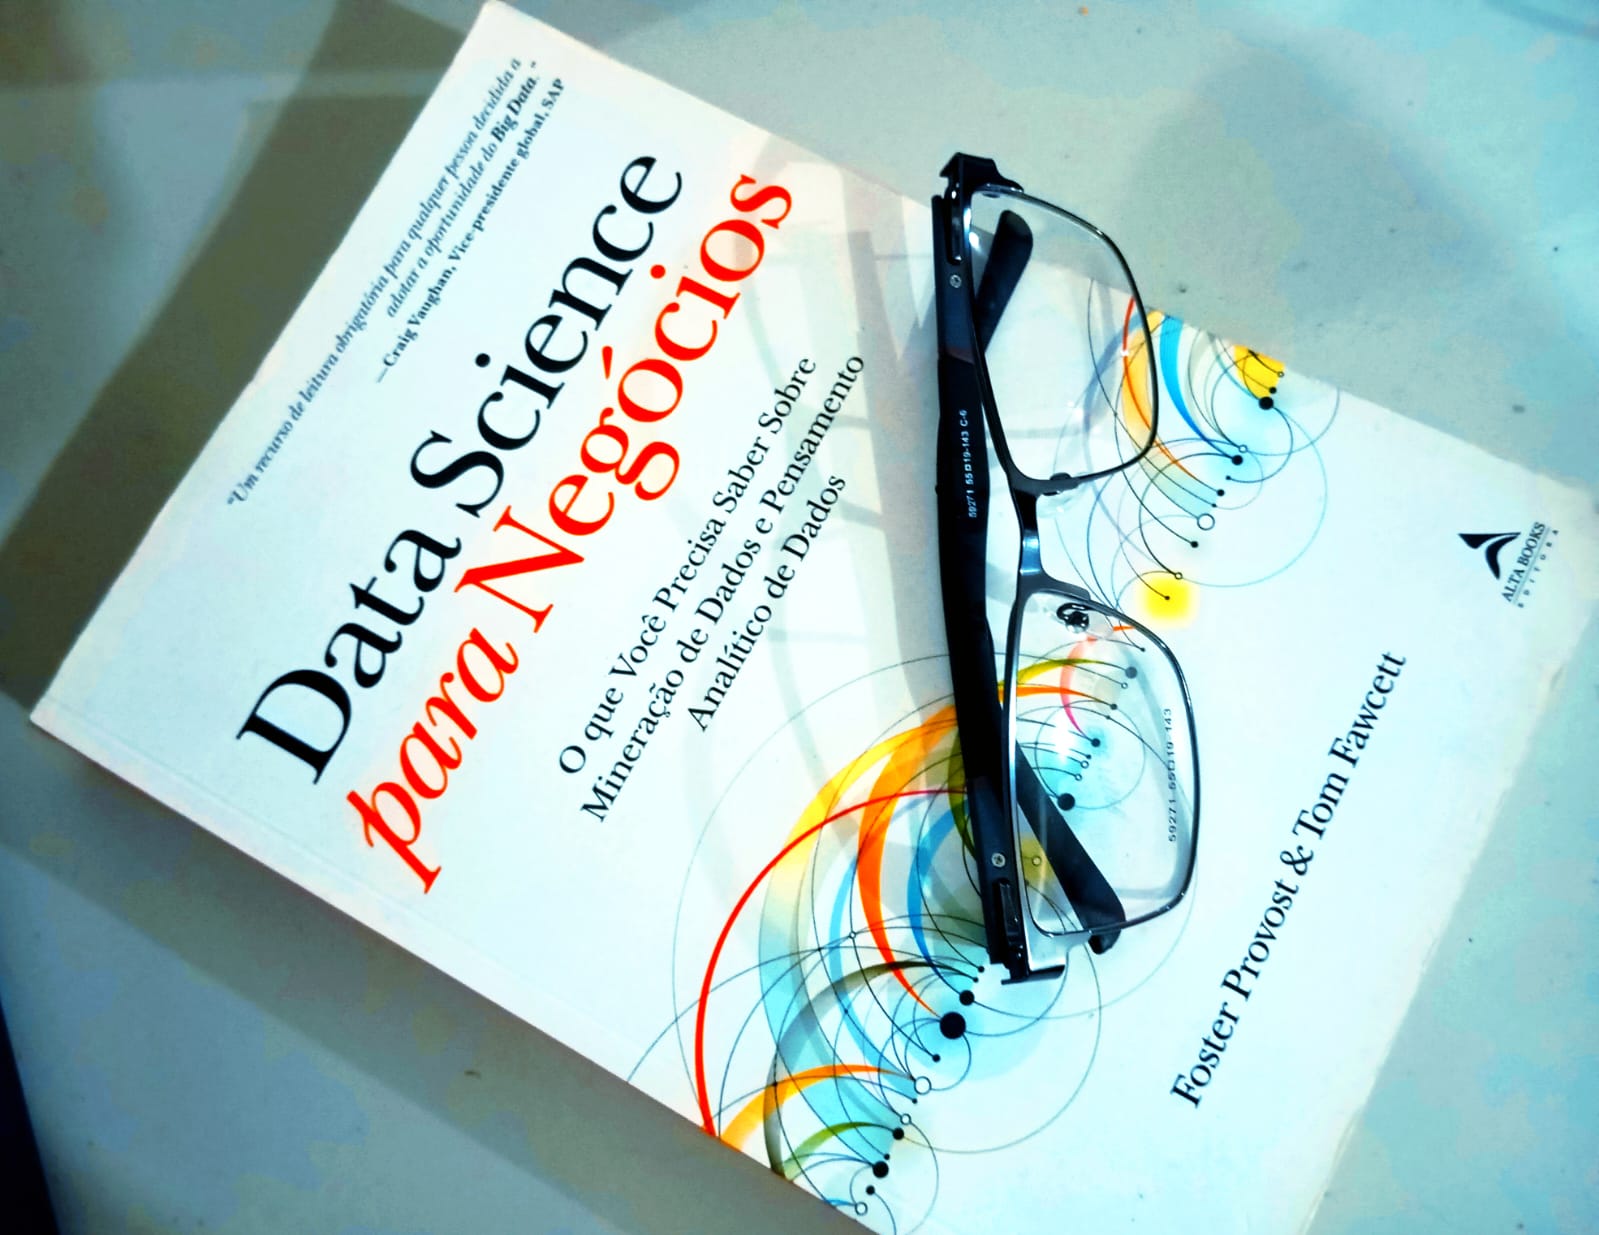 “Um recurso de leitura obrigatória para qualquer pessoa decidida a
adotar a oportunidade do Big Data.”
—Craig Vaughan, Vice-presidente global, SAP
Data Science
para Negócios
O que Você Precisa Saber Sobre
Mineração de Dados e Pensamento
Analítico de Dados
59271 55□19-143 C-6
59271 55□19-143
Foster Provost & Tom Fawcett
ALTA BOOKS
EDITORA